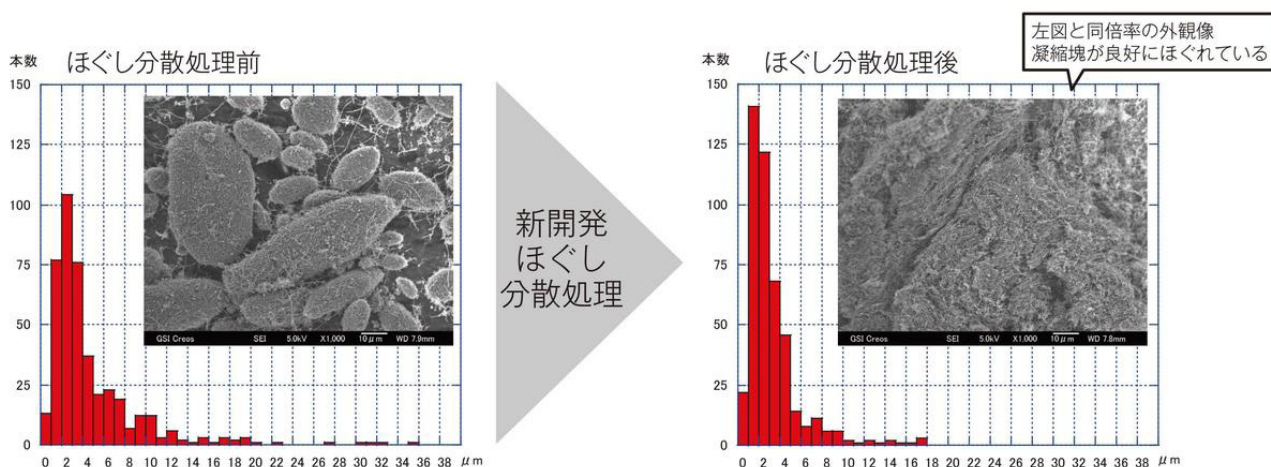 左図と同倍率の外観像
凝縮塊が良好にほぐれている
本数 ほぐし分散処理前
150
125
100
75
50
25
0
GSI Creos SEI 5.0kV X1,000 10μm WD 7.9mm
0 2 4 6 8 10 12 14 16 18 20 22 24 26 28 30 32 34 36 38 μm
新開発
ほぐし
分散処理
本数 ほぐし分散処理後
150
125
100
75
50
25
0
GSI Creos SEI 5.0kV X1,000 10μm WD 7.8mm
0 2 4 6 8 10 12 14 16 18 20 22 24 26 28 30 32 34 36 38 μm